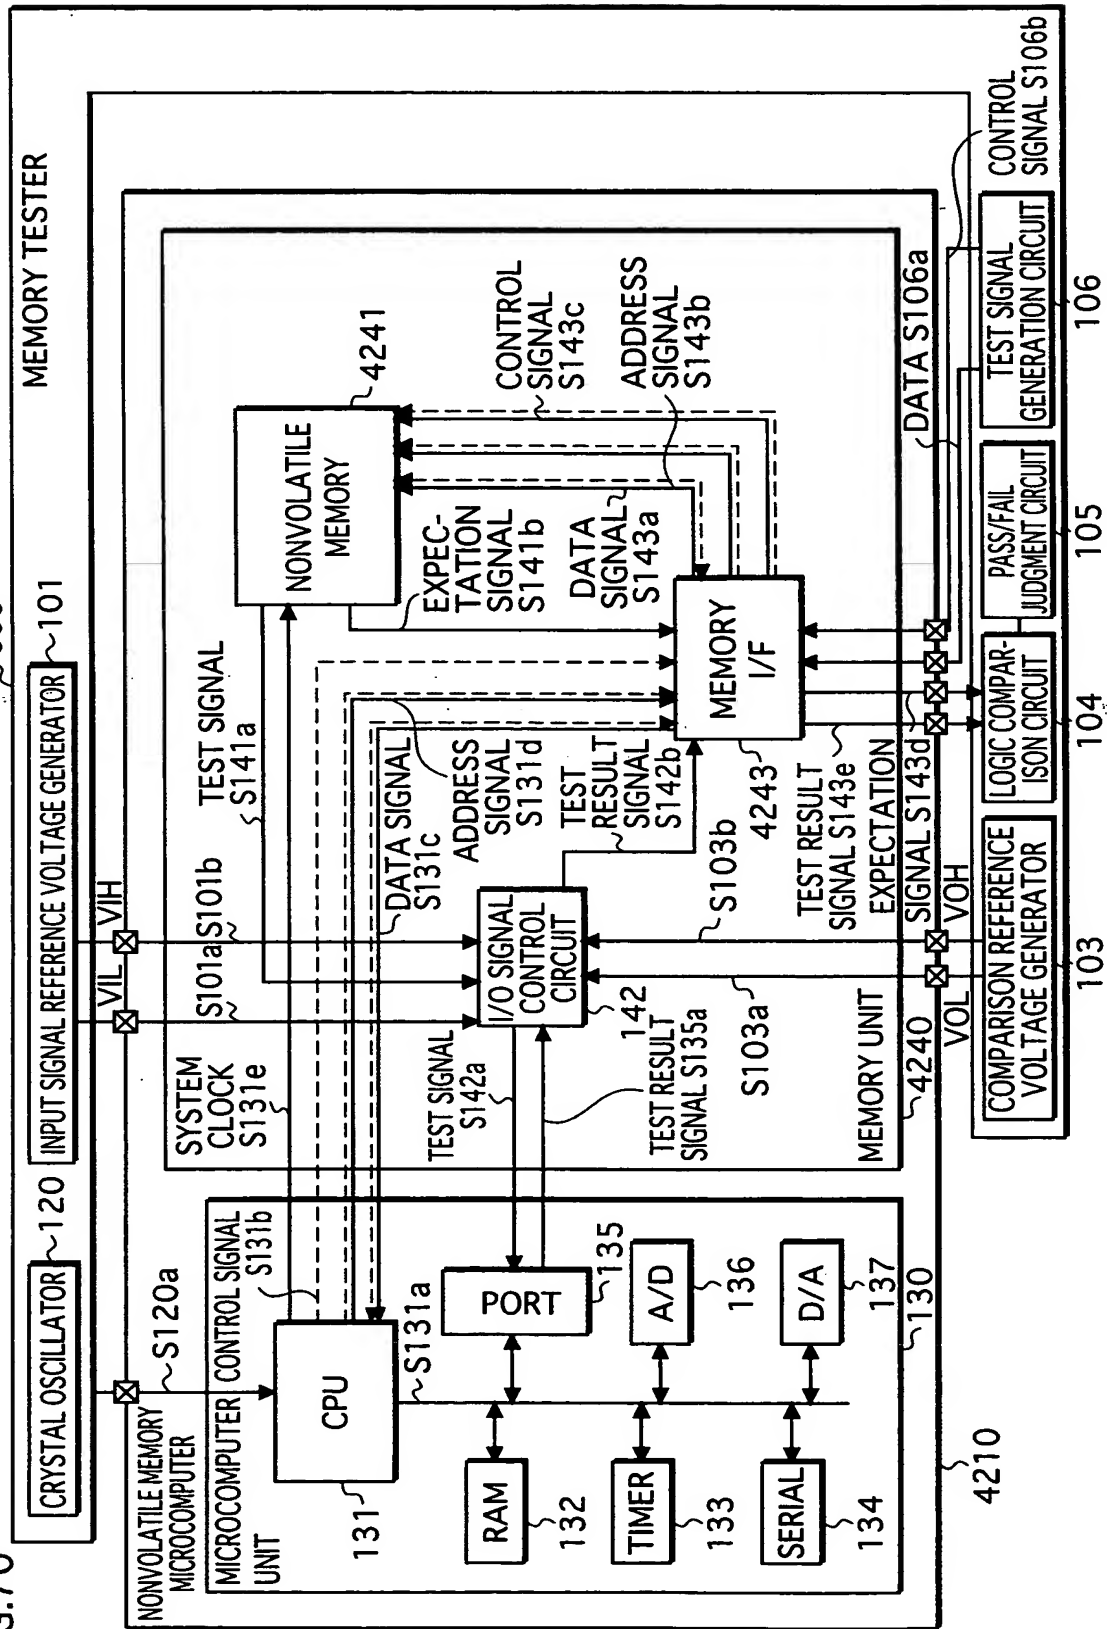 MEMORY TESTER
CRYSTAL OSCILLATOR
120
INPUT SIGNAL REFERENCE VOLTAGE GENERATOR
101
NONVOLATILE MEMORY
MICROCOMPUTER
S120a
VIL
VIH
S101a
S101b
MICROCOMPUTER
UNIT
CONTROL SIGNAL
S131b
SYSTEM
CLOCK
S131e
TEST SIGNAL
S141a
NONVOLATILE
MEMORY
4241
CPU
131
S131a
DATA SIGNAL
S131c
ADDRESS
SIGNAL
S131d
EXPEC-
TATION
SIGNAL
S141b
DATA
SIGNAL
S143a
CONTROL
SIGNAL
S143c
ADDRESS
SIGNAL
S143b
RAM
132
PORT
135
TEST SIGNAL
S142a
I/O SIGNAL
CONTROL
CIRCUIT
142
TEST
RESULT
SIGNAL
S142b
MEMORY
I/F
4243
TIMER
133
A/D
136
TEST RESULT
SIGNAL S135a
S103a
S103b
TEST RESULT
SIGNAL S143e
EXPECTATION
SIGNAL S143d
DATA S106a
CONTROL
SIGNAL S106b
SERIAL
134
D/A
137
130
MEMORY UNIT
4240
4210
VOL
VOH
COMPARISON REFERENCE
VOLTAGE GENERATOR
103
LOGIC COMPAR-
ISON CIRCUIT
104
PASS/FAIL
JUDGMENT CIRCUIT
105
TEST SIGNAL
GENERATION CIRCUIT
106